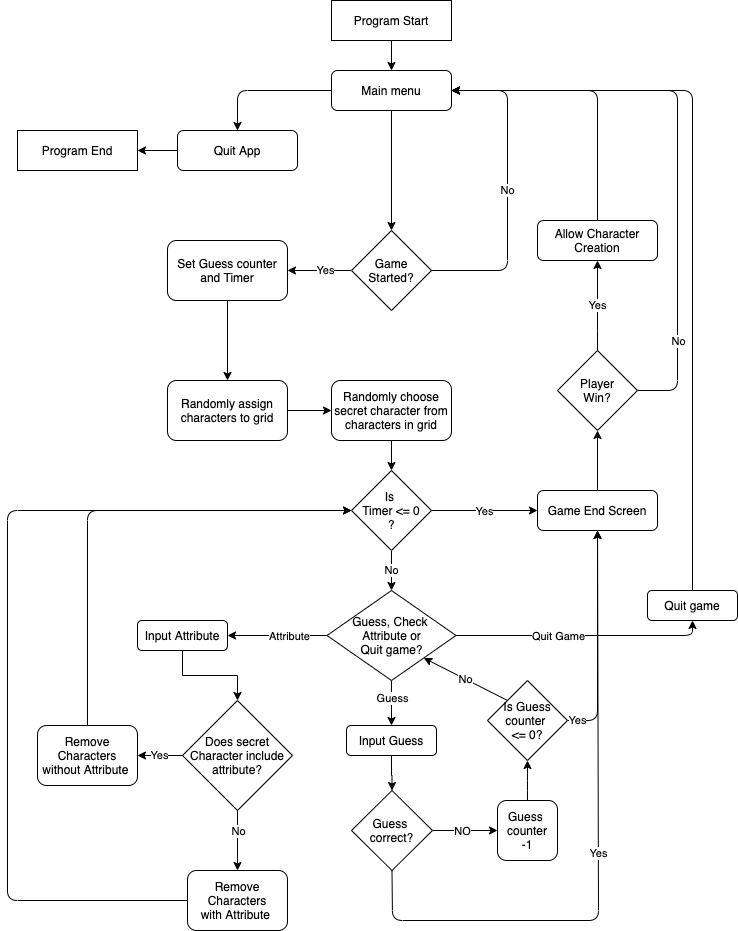 Program Start
Main menu
Program End
Quit App
No
Allow Character
Creation
Set Guess counter
and Timer
Yes
Game
Started?
Yes
No
Player
Win?
Randomly assign
characters to grid
Randomly choose
secret character from
characters in grid
Is
Timer <= 0
?
Yes
Game End Screen
No
Quit game
Input Attribute
Attribute
Guess, Check
Attribute or
Quit game?
Quit Game
No
Guess
Is Guess
counter
<= 0?
Yes
Remove
Characters
without Attribute
Yes
Does secret
Character include
attribute?
Input Guess
No
Guess
correct?
NO
Guess
counter
-1
Yes
Remove
Characters
with Attribute